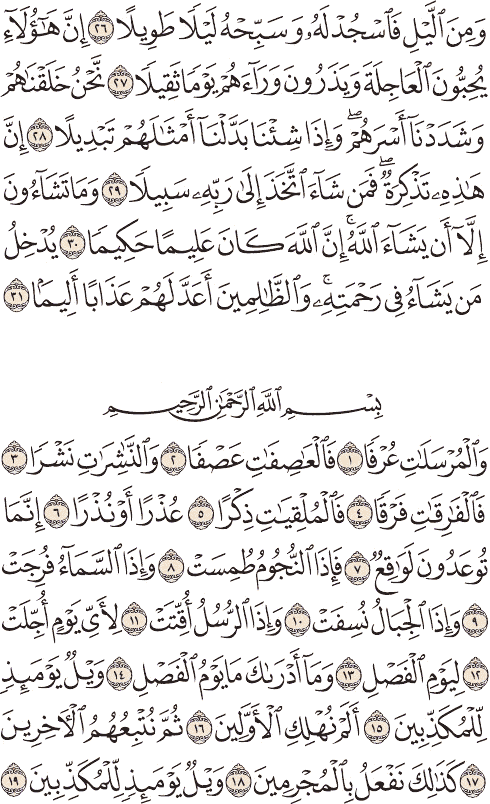 وَمِنَ ٱلَّيۡلِ فَٱسۡجُدۡ لَهُۥ وَسَبِّحۡهُ لَيۡلٗا طَوِيلًا ٢٦ إِنَّ هَٰٓؤُلَآءِ
يُحِبُّونَ ٱلۡعَاجِلَةَ وَيَذَرُونَ وَرَآءَهُمۡ يَوۡمٗا ثَقِيلٗا ٢٧ نَّحۡنُ خَلَقۡنَٰهُمۡ
وَشَدَدۡنَآ أَسۡرَهُمۡۖ وَإِذَا شِئۡنَا بَدَّلۡنَآ أَمۡثَٰلَهُمۡ تَبۡدِيلًا ٢٨ إِنَّ
هَٰذِهِۦ تَذۡكِرَةٞۖ فَمَن شَآءَ ٱتَّخَذَ إِلَىٰ رَبِّهِۦ سَبِيلٗا ٢٩ وَمَا تَشَآءُونَ
إِلَّآ أَن يَشَآءَ ٱللَّهُۚ إِنَّ ٱللَّهَ كَانَ عَلِيمًا حَكِيمٗا ٣٠ يُدۡخِلُ
مَن يَشَآءُ فِي رَحۡمَتِهِۦۚ وَٱلظَّٰلِمِينَ أَعَدَّ لَهُمۡ عَذَابًا أَلِيمَۢا ٣١
بِسۡمِ ٱللَّهِ ٱلرَّحۡمَٰنِ ٱلرَّحِيمِ
وَٱلۡمُرۡسَلَٰتِ عُرۡفٗا ١ فَٱلۡعَٰصِفَٰتِ عَصۡفٗا ٢ وَٱلنَّٰشِرَٰتِ نَشۡرٗا ٣
فَٱلۡفَٰرِقَٰتِ فَرۡقٗا ٤ فَٱلۡمُلۡقِيَٰتِ ذِكۡرًا ٥ عُذۡرًا أَوۡ نُذۡرًا ٦ إِنَّمَا
تُوعَدُونَ لَوَٰقِعٞ ٧ فَإِذَا ٱلنُّجُومُ طُمِسَتۡ ٨ وَإِذَا ٱلسَّمَآءُ فُرِجَتۡ
٩ وَإِذَا ٱلۡجِبَالُ نُسِفَتۡ ١٠ وَإِذَا ٱلرُّسُلُ أُقِّتَتۡ ١١ لِأَيِّ يَوۡمٍ أُجِّلَتۡ
١٢ لِيَوۡمِ ٱلۡفَصۡلِ ١٣ وَمَآ أَدۡرَىٰكَ مَا يَوۡمُ ٱلۡفَصۡلِ ١٤ وَيۡلٞ يَوۡمَئِذٖ
لِّلۡمُكَذِّبِينَ ١٥ أَلَمۡ نُهۡلِكِ ٱلۡأَوَّلِينَ ١٦ ثُمَّ نُتۡبِعُهُمُ ٱلۡأٓخِرِينَ
١٧ كَذَٰلِكَ نَفۡعَلُ بِٱلۡمُجۡرِمِينَ ١٨ وَيۡلٞ يَوۡمَئِذٖ لِّلۡمُكَذِّبِينَ ١٩